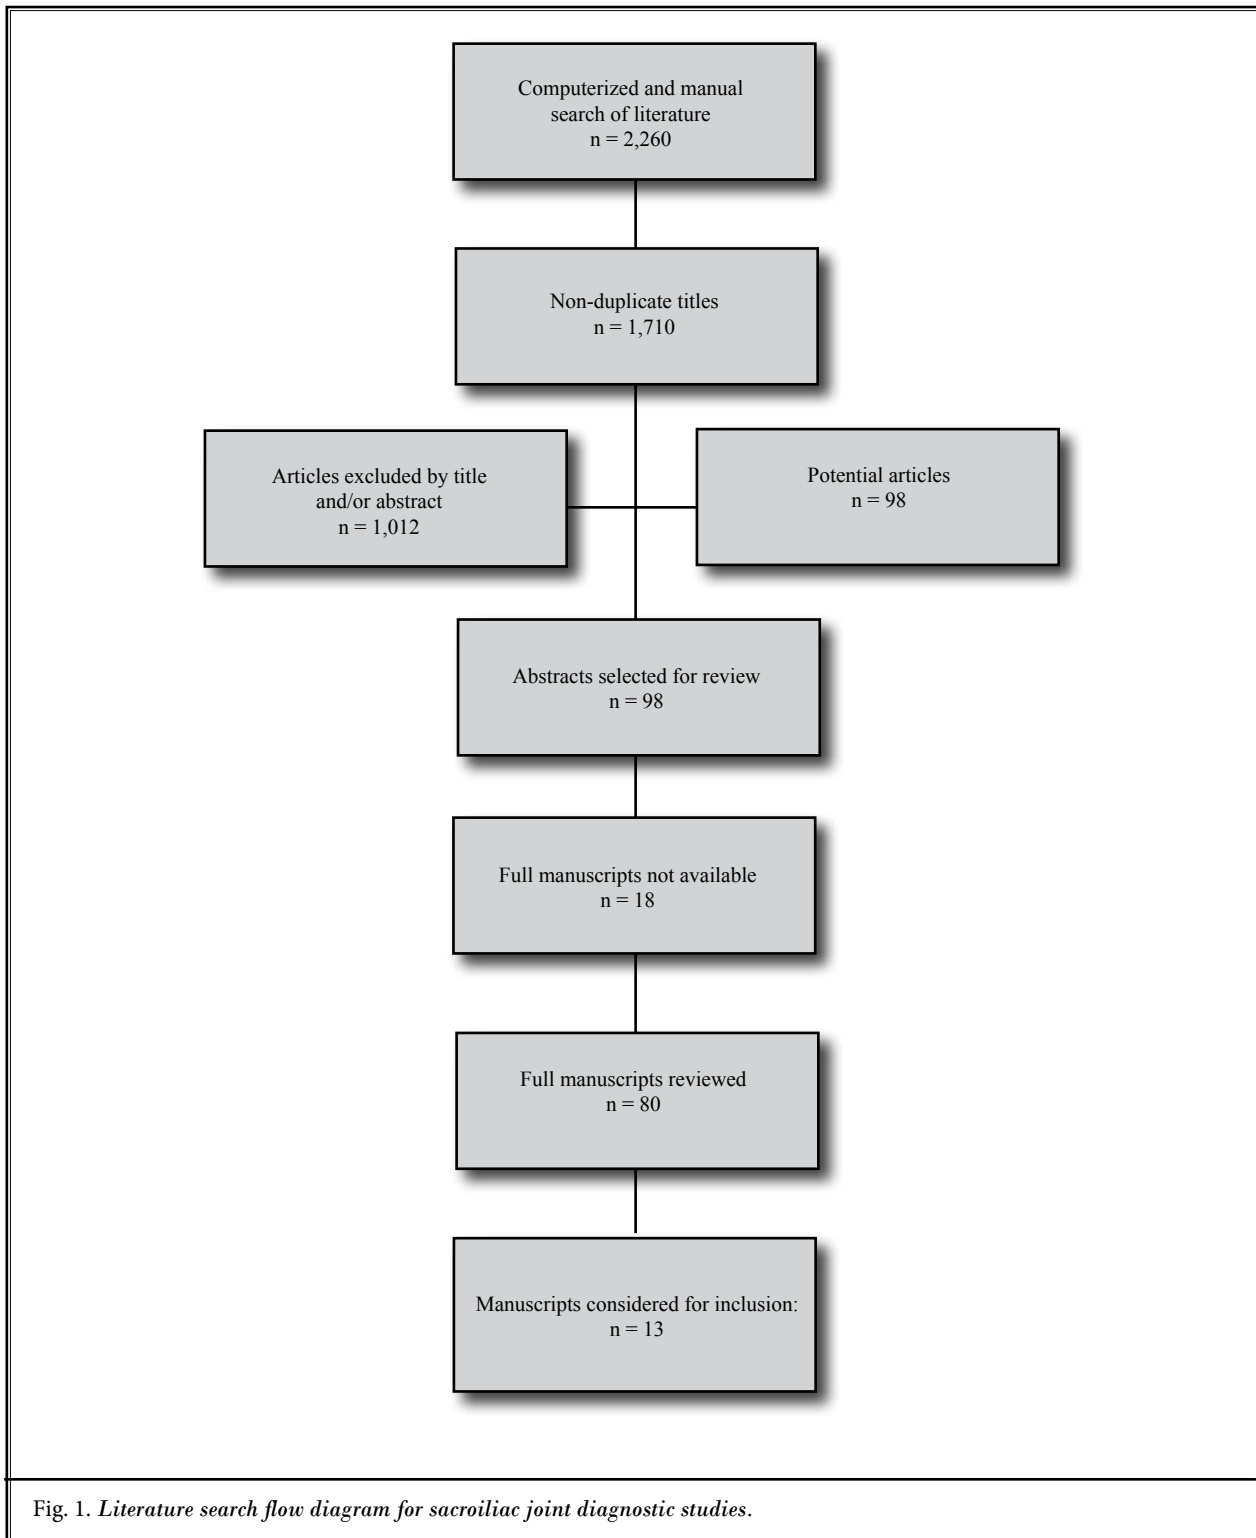 Computerized and manual
search of literature
n = 2,260
Non-duplicate titles
n = 1,710
Articles excluded by title
and/or abstract
n = 1,012
Potential articles
n = 98
Abstracts selected for review
n = 98
Full manuscripts not available
n = 18
Full manuscripts reviewed
n = 80
Manuscripts considered for inclusion:
n = 13
Fig. 1. Literature search flow diagram for sacroiliac joint diagnostic studies.